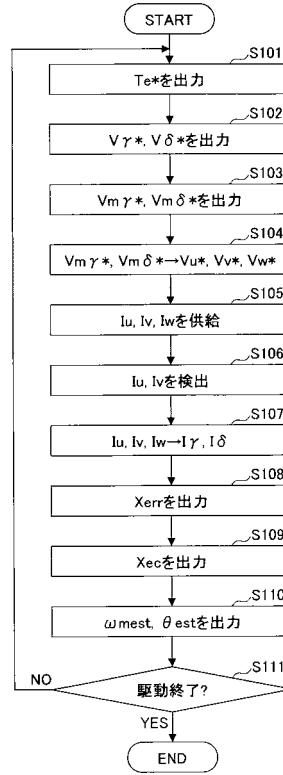 START
S101
Te*を出力
S102
Vγ*, Vδ*を出力
S103
Vmγ*, Vmδ*を出力
S104
Vmγ*, Vmδ*→Vu*, Vv*, Vw*
S105
Iu, Iv, Iwを供給
S106
Iu, Ivを検出
S107
Iu, Iv, Iw→Iγ, Iδ
S108
Xerrを出力
S109
Xecを出力
S110
ωmest, θestを出力
S111
駆動終了?
NO
YES
END